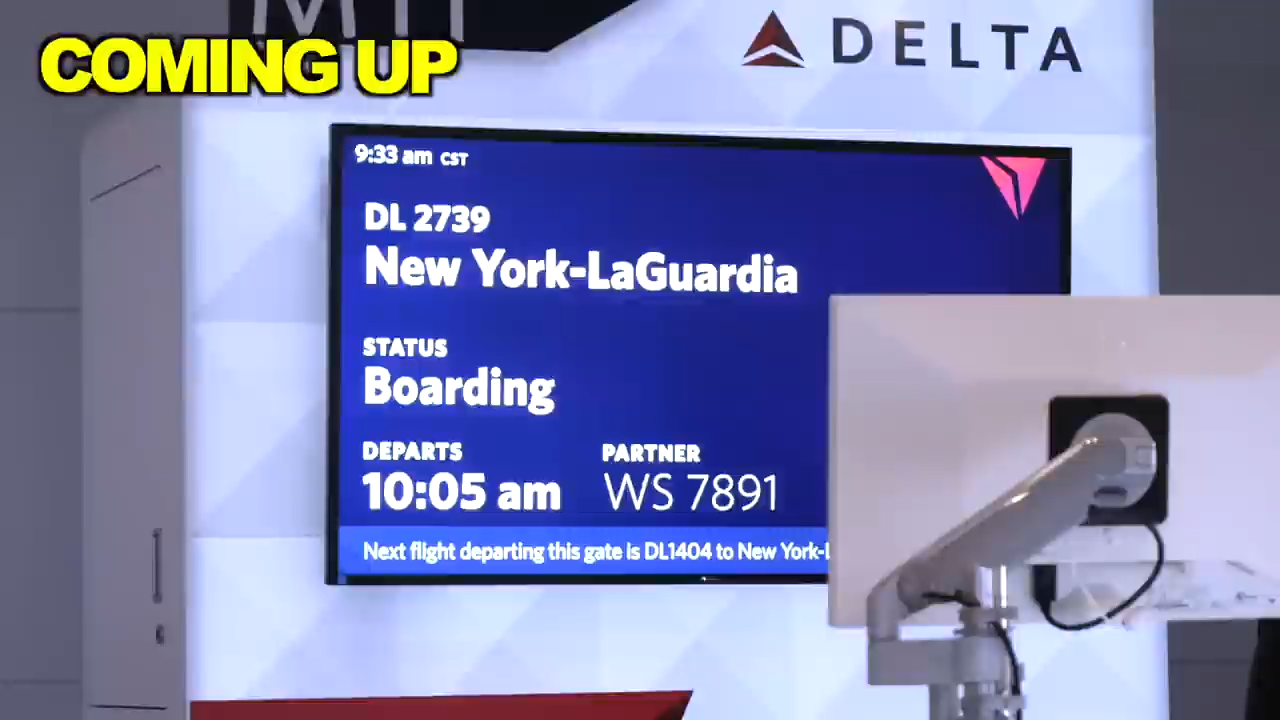 COMING UP
DELTA
9:33 am CST
DL 2739
New York-LaGuardia
STATUS
Boarding
DEPARTS PARTNER
10:05 am WS 7891
Next flight departing this gate is DL1404 to New York-